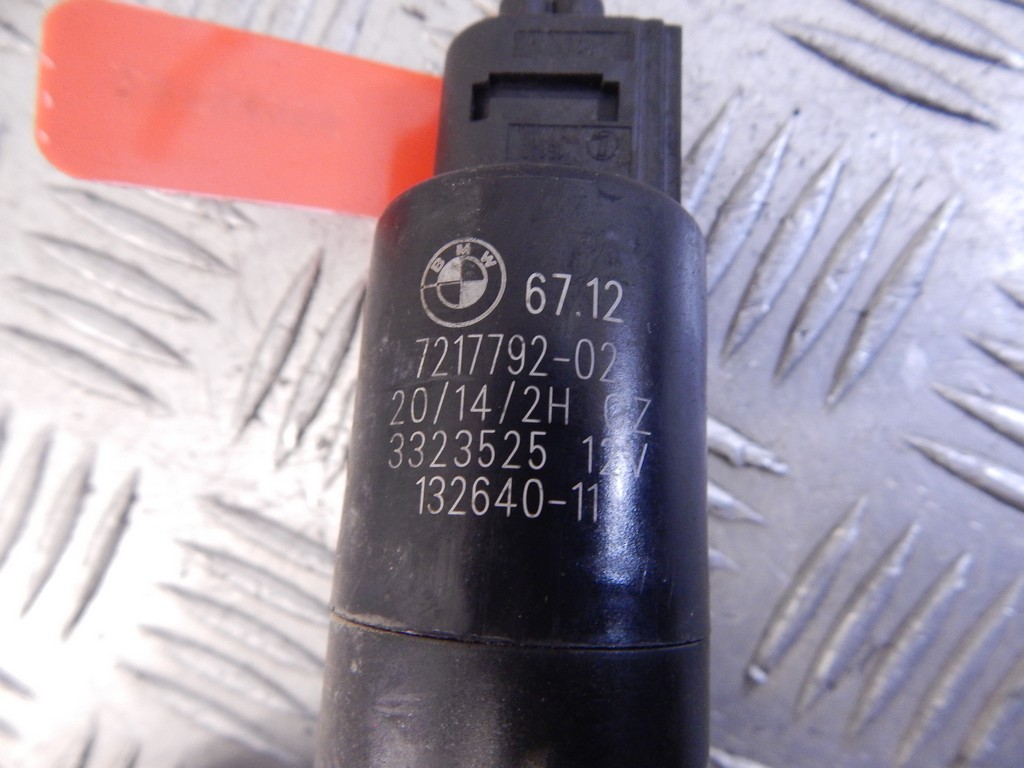 BMW 67.12
7217792-02
20/14/2H CZ
3323525 12V
132640-11